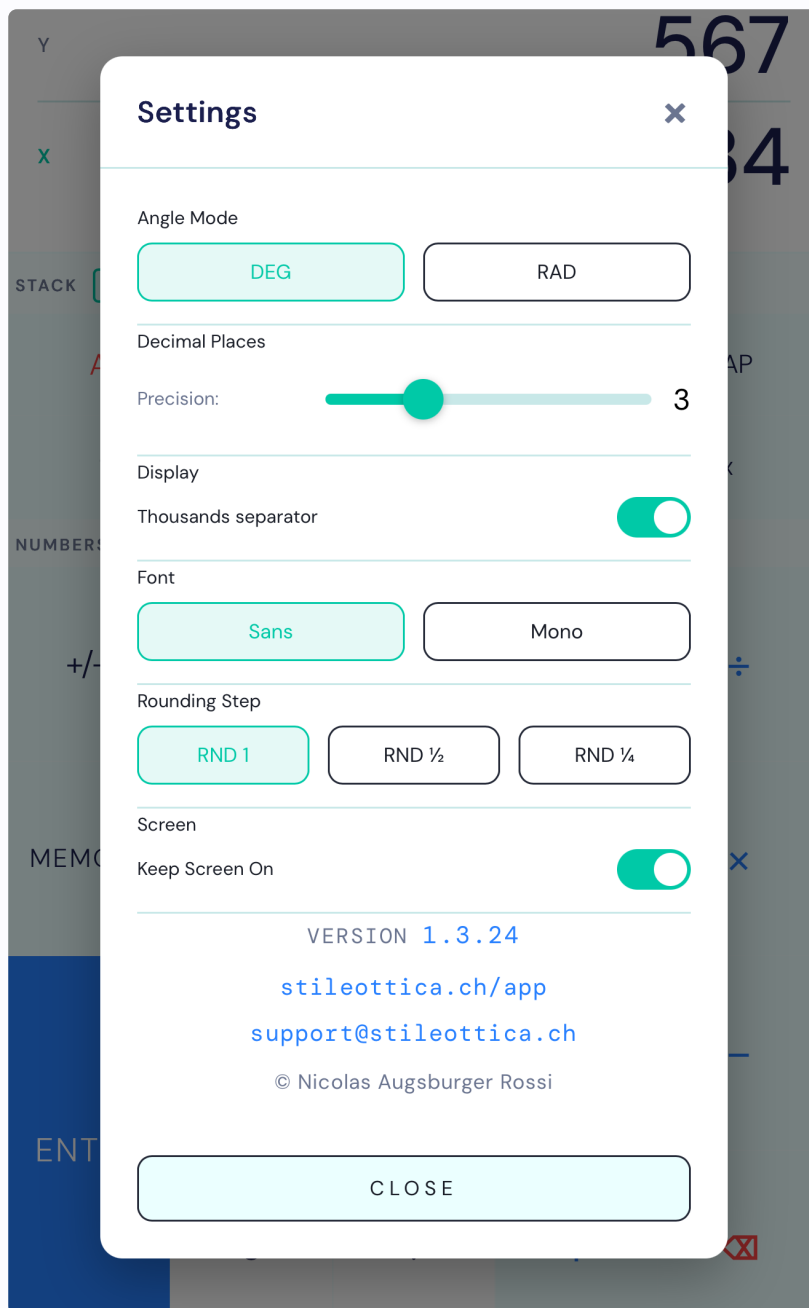 Y
567
Settings
X
STACK
Angle Mode
DEG RAD
Decimal Places
Precision: 3
Display
Thousands separator
NUMBERS
Font
Sans Mono
+/-
÷
Rounding Step
RND 1 RND ½ RND ¼
Screen
×
Keep Screen On
VERSION 1.3.24
stileottica.ch/app
support@stileottica.ch
−
© Nicolas Augsburger Rossi
CLOSE